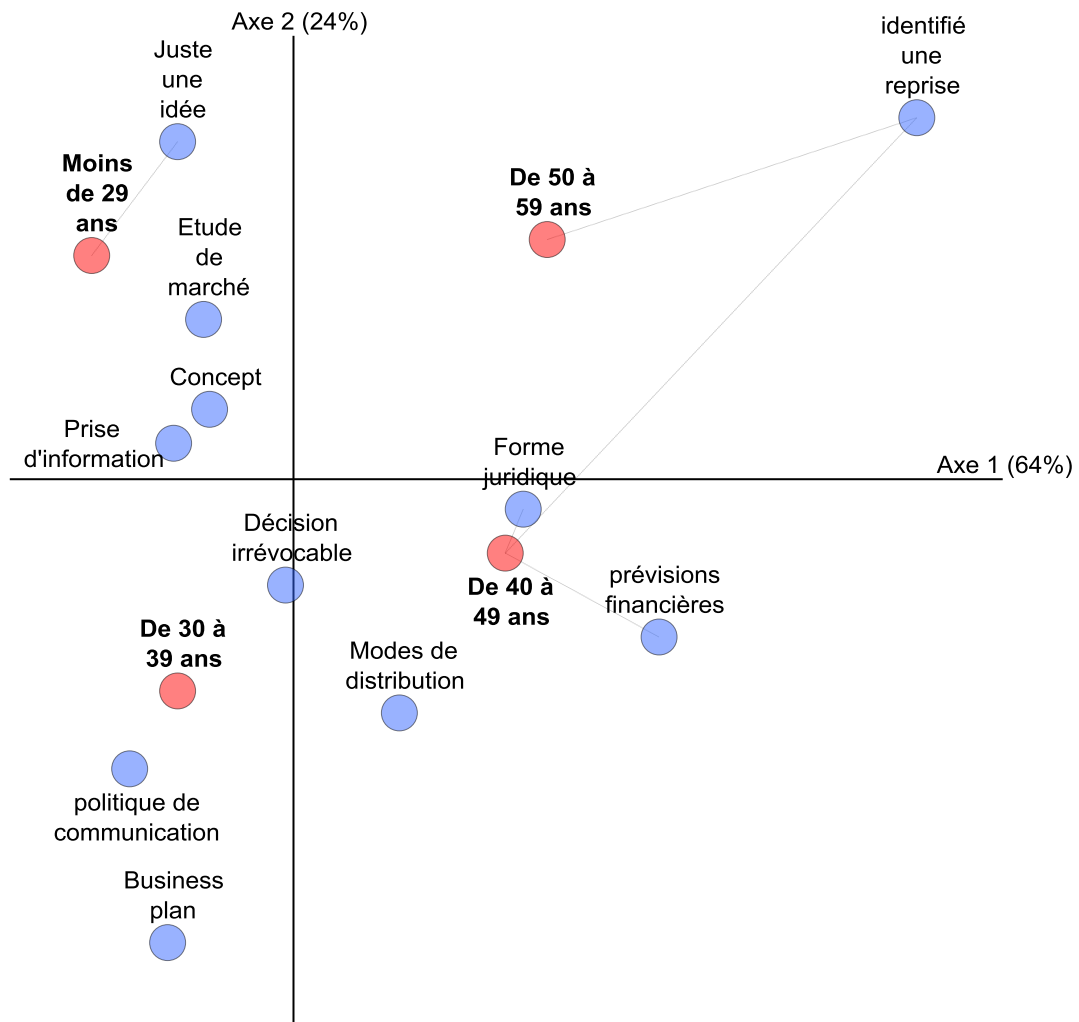 Axe 2 (24%)
identifié
une
reprise
Juste
une
idée
Moins
de 29
ans
De 50 à
59 ans
Etude
de
marché
Concept
Prise
d'information
Forme
juridique
Axe 1 (64%)
Décision
irrévocable
De 40 à
49 ans
prévisions
financières
De 30 à
39 ans
Modes de
distribution
politique de
communication
Business
plan